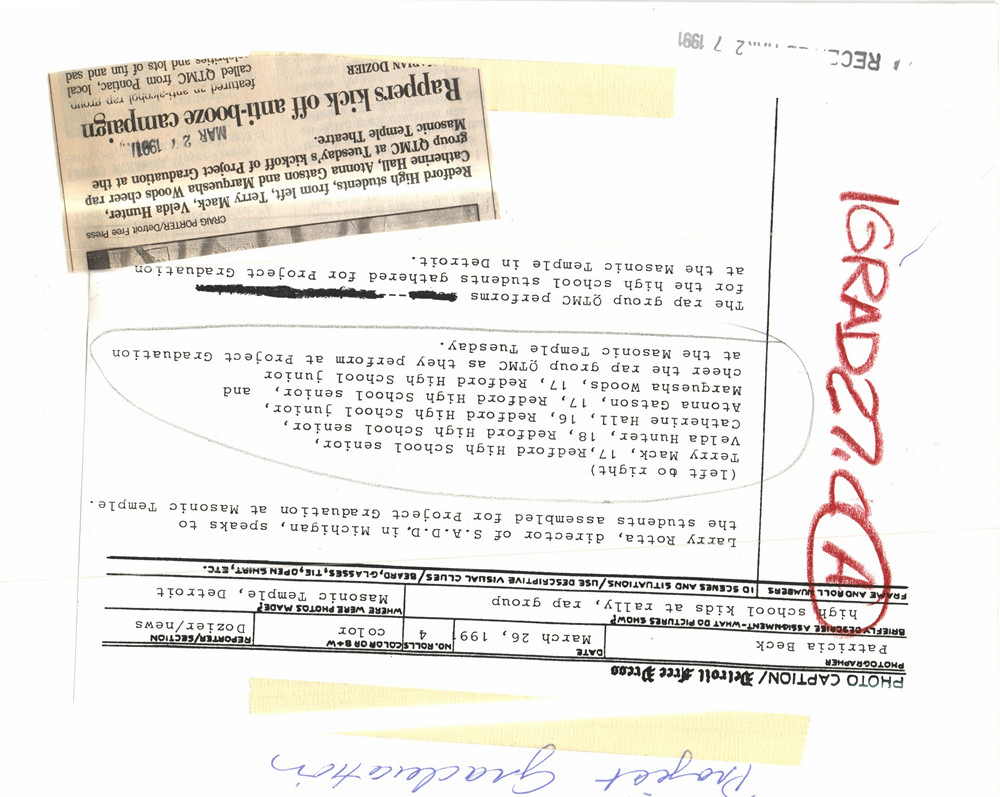 Project Graduation
PHOTO CAPTION/Detroit Free Press
PHOTOGRAPHER
Patricia Beck
DATE
March 26, 1991
NO. ROLLS
4
COLOR OR B+W
color
REPORTER/SECTION
Dozier/news
BRIEFLY DESCRIBE ASSIGNMENT-WHAT DO PICTURES SHOW?
high school kids at rally, rap group
WHERE WERE PHOTOS MADE?
Masonic Temple, Detroit
FRAME AND ROLL NUMBERS
ID SCENES AND SITUATIONS/USE DESCRIPTIVE VISUAL CLUES/BEARD, GLASSES, TIE, OPEN SHIRT, ETC.
Larry Rotta, director of S.A.D.D. in Michigan, speaks to
the students assembled for Project Graduation at Masonic Temple.
(left to right)
Terry Mack, 17,Redford High School senior,
Velda Hunter, 18, Redford High School senior,
Catherine Hall, 16, Redford High School junior,
Atonna Gatson, 17, Redford High School senior, and
Marquesha Woods, 17, Redford High School junior
cheer the rap group QTMC as they perform at Project Graduation
at the Masonic Temple Tuesday.
The rap group QTMC performs
for the high school students gathered for Project Graduation
at the Masonic Temple in Detroit.
1GRAD27.a A
CRAIG PORTER/Detroit Free Press
Redford High students, from left, Terry Mack, Velda Hunter,
Catherine Hall, Atonna Gatson and Marquesha Woods cheer rap
group QTMC at Tuesday's kickoff of Project Graduation at the
Masonic Temple Theatre.
MAR 2 7 1991
Rappers kick off anti-booze campaign
DOZIER
featured an anti-alcohol rap group
called QTMC from Pontiac, local
and lots of fun and sad
2 7 1991